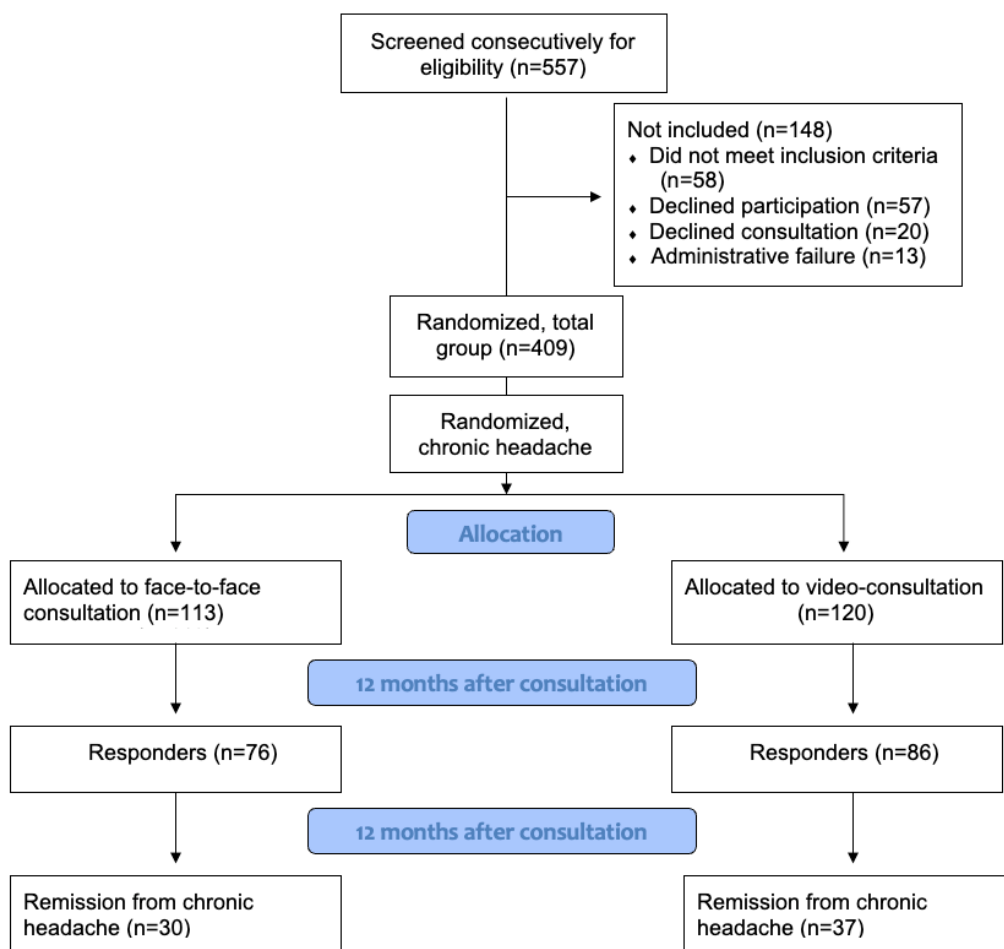 Screened consecutively for
eligibility (n=557)
Not included (n=148)
♦ Did not meet inclusion criteria
(n=58)
♦ Declined participation (n=57)
♦ Declined consultation (n=20)
♦ Administrative failure (n=13)
Randomized, total
group (n=409)
Randomized,
chronic headache
Allocation
Allocated to face-to-face
consultation (n=113)
Allocated to video-consultation
(n=120)
12 months after consultation
Responders (n=76)
Responders (n=86)
12 months after consultation
Remission from chronic
headache (n=30)
Remission from chronic
headache (n=37)